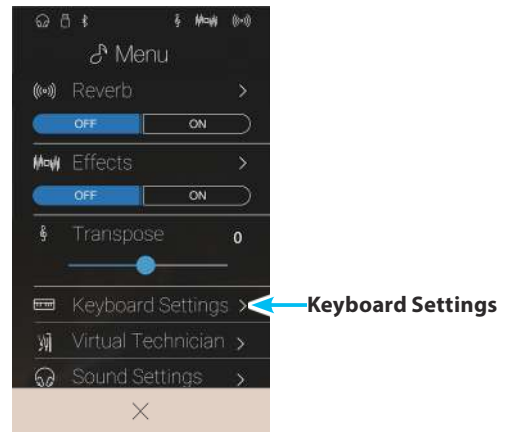 Menu
Reverb
OFF ON
Effects
OFF ON
Transpose 0
Keyboard Settings Keyboard Settings
Virtual Technician
Sound Settings